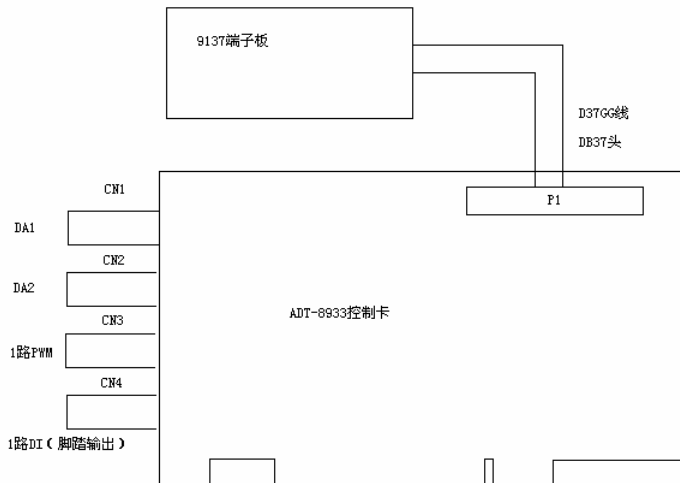 9137端子板
D37GG线
DB37头
CN1
P1
DA1
CN2
DA2
ADT-8933控制卡
CN3
1路PWM
CN4
1路DI(脚踏输出)